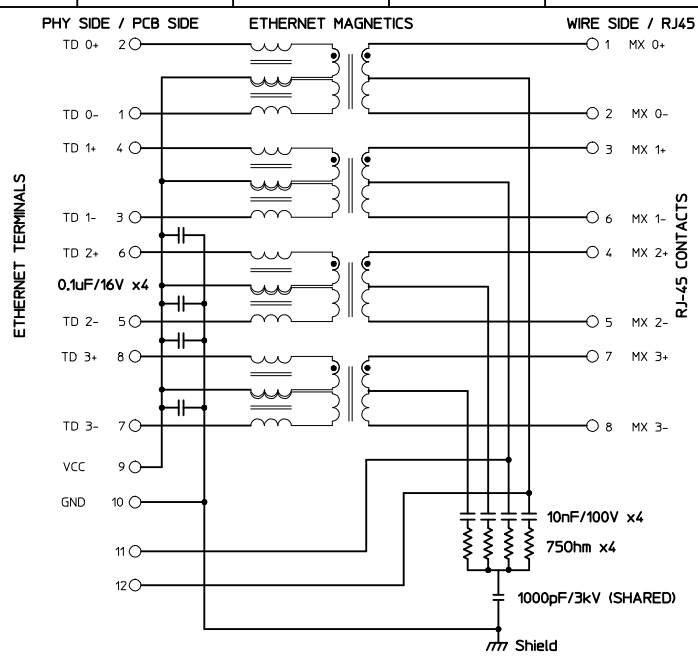 PHY SIDE / PCB SIDE ETHERNET MAGNETICS WIRE SIDE / RJ45
TD 0+ 2 1 MX 0+
TD 0- 1 2 MX 0-
TD 1+ 4 3 MX 1+
TD 1- 3 6 MX 1-
TD 2+ 6 4 MX 2+
0.1uF/16V x4
TD 2- 5 5 MX 2-
TD 3+ 8 7 MX 3+
TD 3- 7 8 MX 3-
VCC 9
GND 10
11
12
ETHERNET TERMINALS
RJ-45 CONTACTS
10nF/100V x4
75Ohm x4
1000pF/3kV (SHARED)
Shield